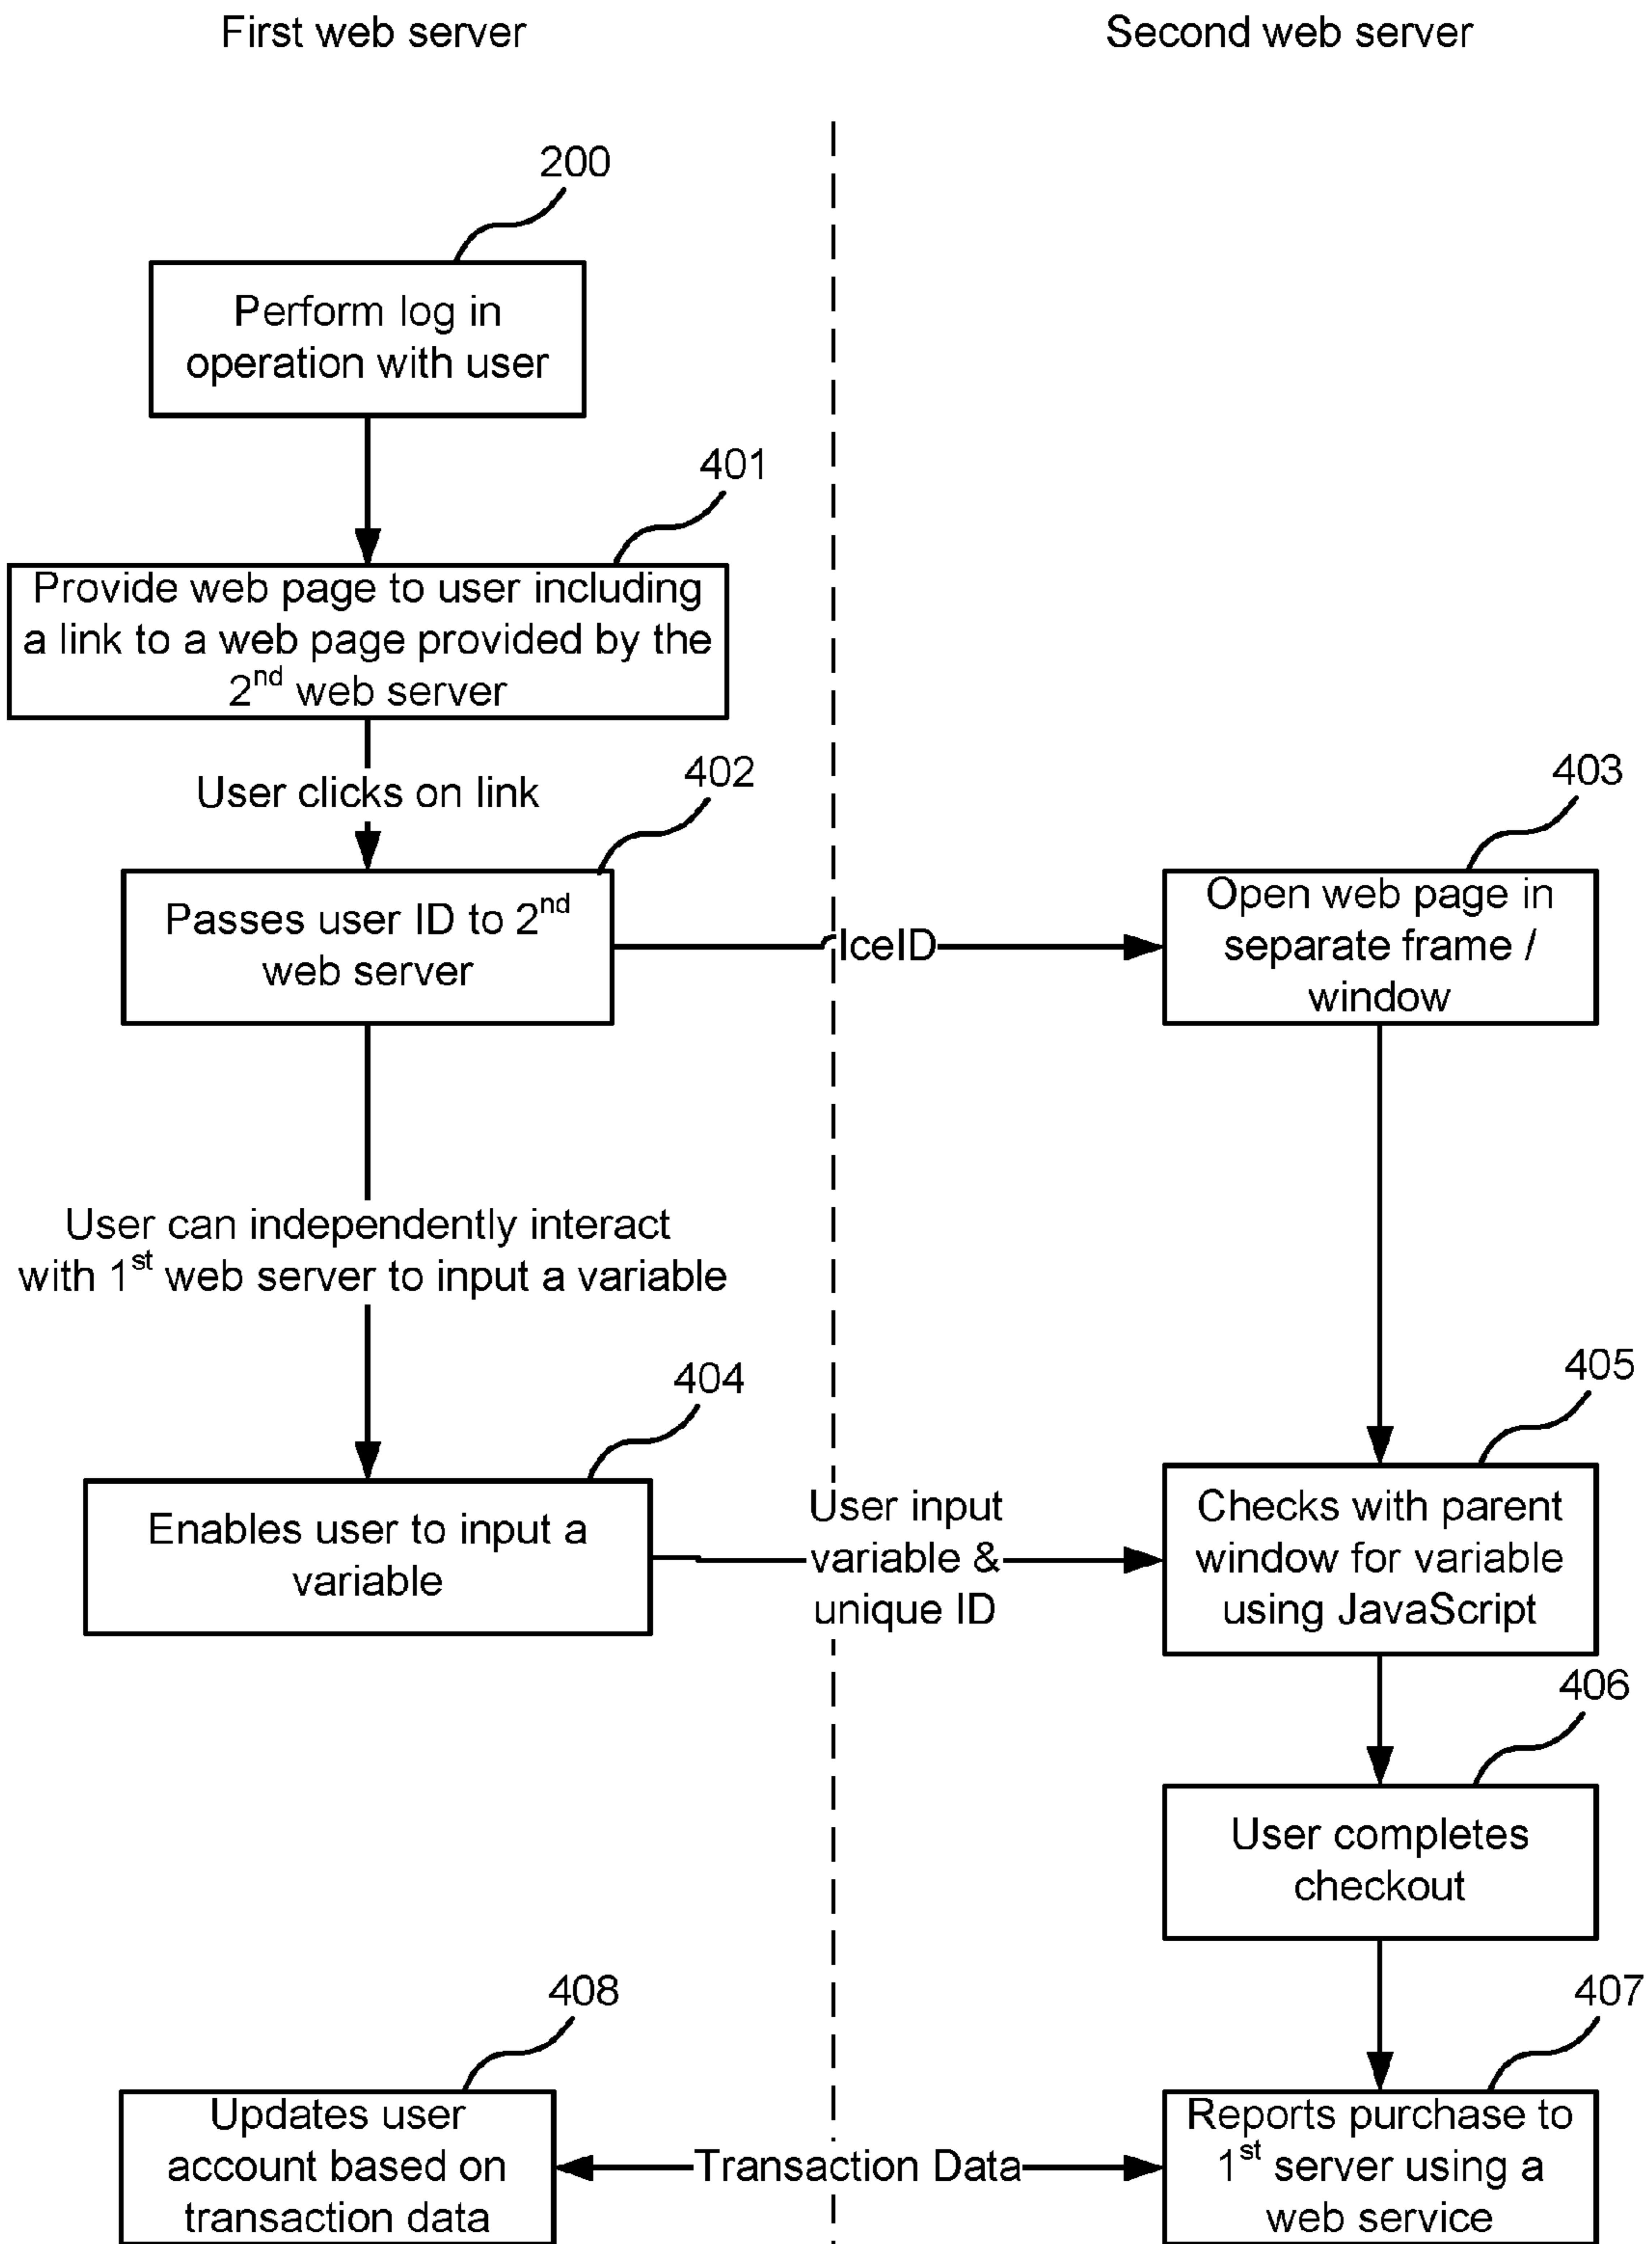 First web server
Second web server
200
Perform log in
operation with user
401
Provide web page to user including
a link to a web page provided by the
2nd web server
User clicks on link
402
403
Passes user ID to 2nd
web server
IceID
Open web page in
separate frame /
window
User can independently interact
with 1st web server to input a variable
404
405
Enables user to input a
variable
User input
variable &
unique ID
Checks with parent
window for variable
using JavaScript
406
User completes
checkout
408
407
Updates user
account based on
transaction data
Transaction Data
Reports purchase to
1st server using a
web service